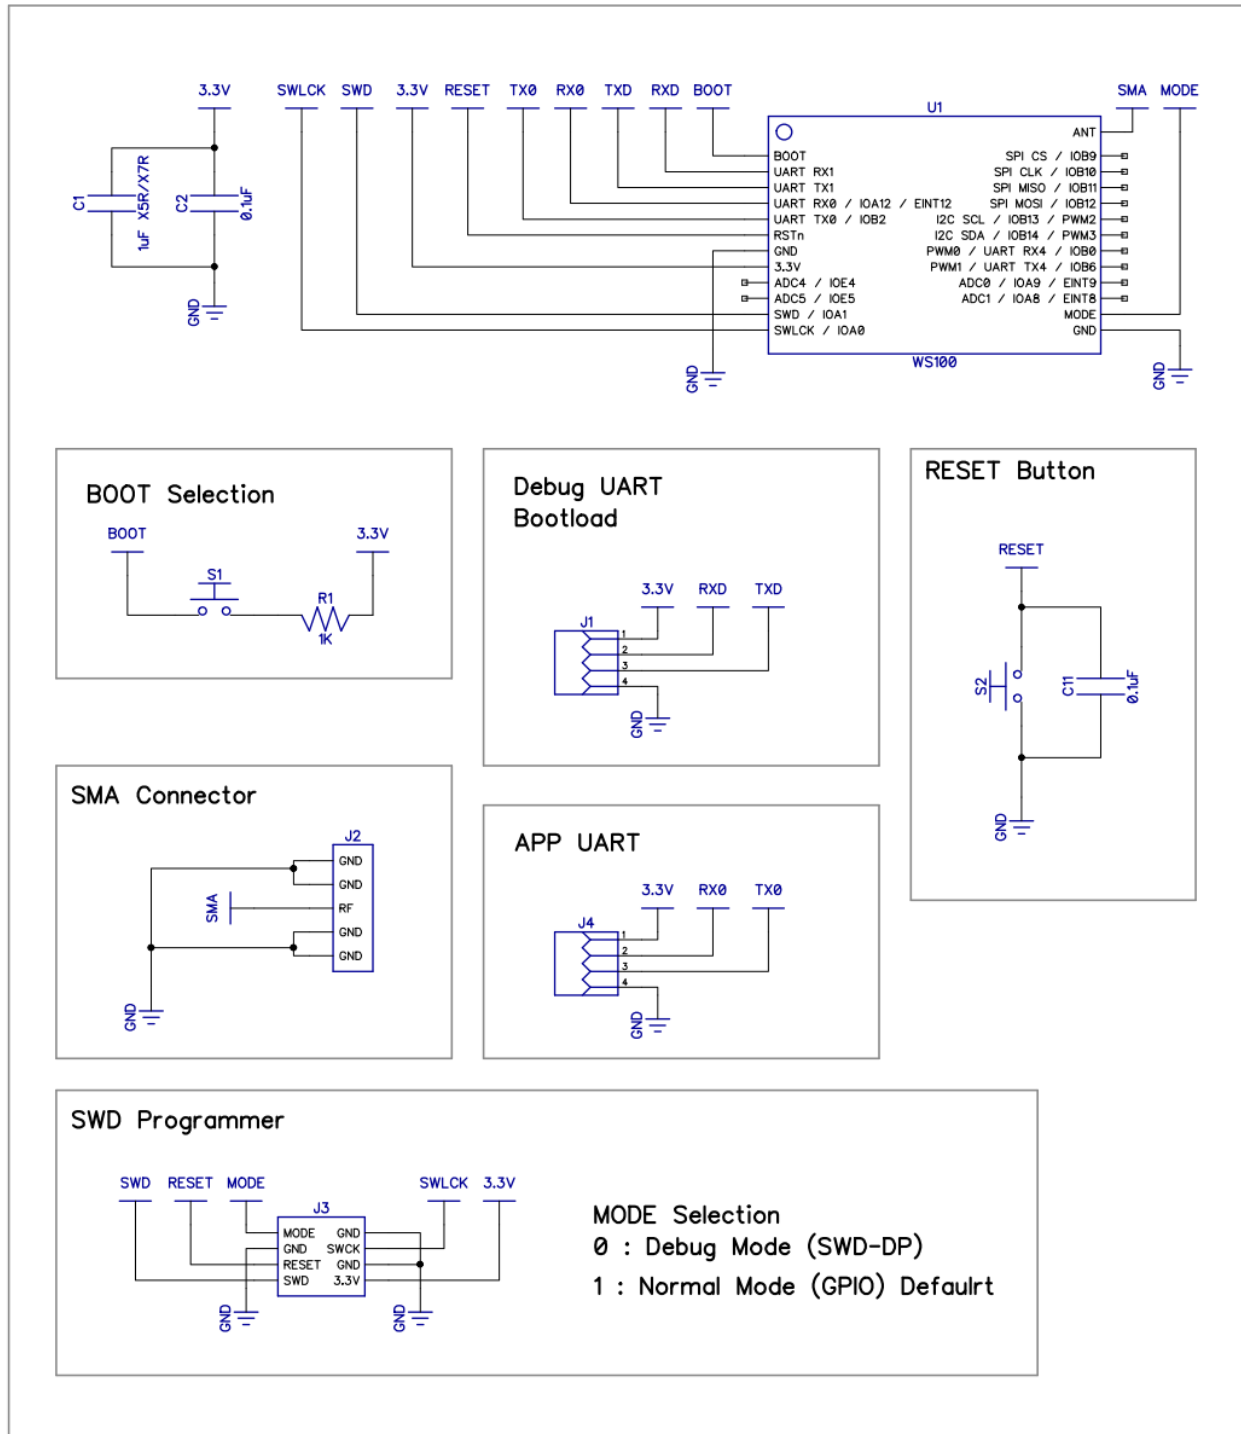 3.3V SWLCK SWD 3.3V RESET TX0 RX0 TXD RXD BOOT SMA MODE
U1
ANT
BOOT SPI CS / IOB9
UART RX1 SPI CLK / IOB10
UART TX1 SPI MISO / IOB11
UART RX0 / IOA12 / EINT12 SPI MOSI / IOB12
UART TX0 / IOB2 I2C SCL / IOB13 / PWM2
RSTn I2C SDA / IOB14 / PWM3
GND PWM0 / UART RX4 / IOB0
3.3V PWM1 / UART TX4 / IOB6
ADC4 / IOE4 ADC0 / IOA9 / EINT9
ADC5 / IOE5 ADC1 / IOA8 / EINT8
SWD / IOA1 MODE
SWLCK / IOA0 GND
WS100
C1
1uF X5R/X7R
C2
0.1uF
GND
GND
GND
BOOT Selection
BOOT 3.3V
S1
R1
1K
Debug UART
Bootload
3.3V RXD TXD
J1
1
2
3
4
GND
RESET Button
RESET
S2
C11
0.1uF
GND
SMA Connector
J2
GND
GND
SMA RF
GND
GND
GND
APP UART
3.3V RX0 TX0
J4
1
2
3
4
GND
SWD Programmer
SWD RESET MODE SWLCK 3.3V
J3
MODE GND
GND SWCK
RESET GND
SWD 3.3V
GND GND
MODE Selection
0 : Debug Mode (SWD-DP)
1 : Normal Mode (GPIO) Defaulrt